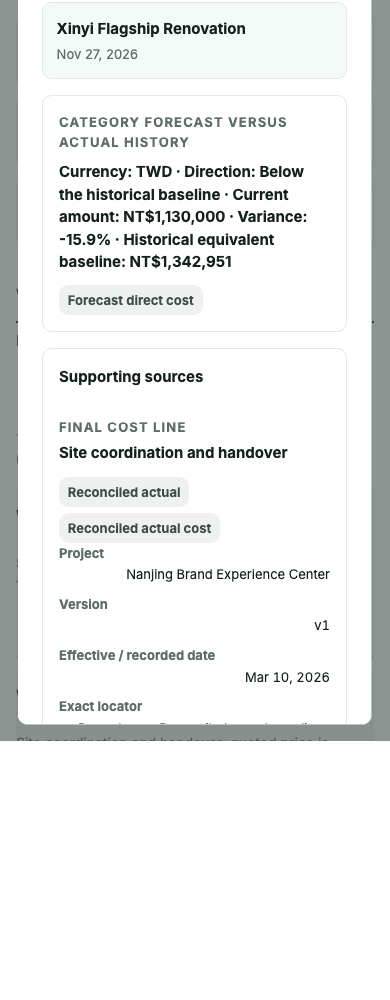 Xinyi Flagship Renovation
Nov 27, 2026
CATEGORY FORECAST VERSUS
ACTUAL HISTORY
Currency: TWD · Direction: Below
the historical baseline · Current
amount: NT$1,130,000 · Variance:
-15.9% · Historical equivalent
baseline: NT$1,342,951
Forecast direct cost
Supporting sources
FINAL COST LINE
Site coordination and handover
Reconciled actual
Reconciled actual cost
Project
Nanjing Brand Experience Center
Version
v1
Effective / recorded date
Mar 10, 2026
Exact locator